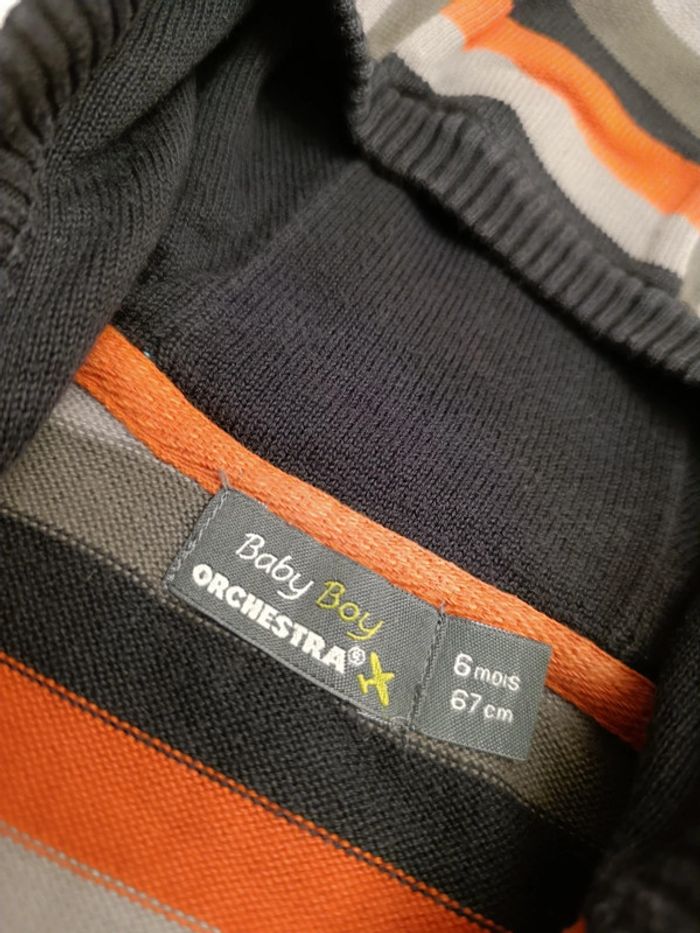 Baby Boy
ORCHESTRA®
6 mois
67 cm